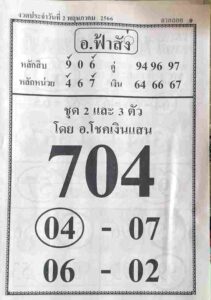 งวดประจำวันที่ 2 พฤษภาคม 2566
อ.ฟ้าสั่ง
หลักสิบ 9 0 6 คู่ 94 96 97
หลักหน่วย 4 6 7 เงิน 64 66 67
ชุด 2 และ 3 ตัว
โดย อ.โชคเงินแสน
704
04 - 07
06 - 02